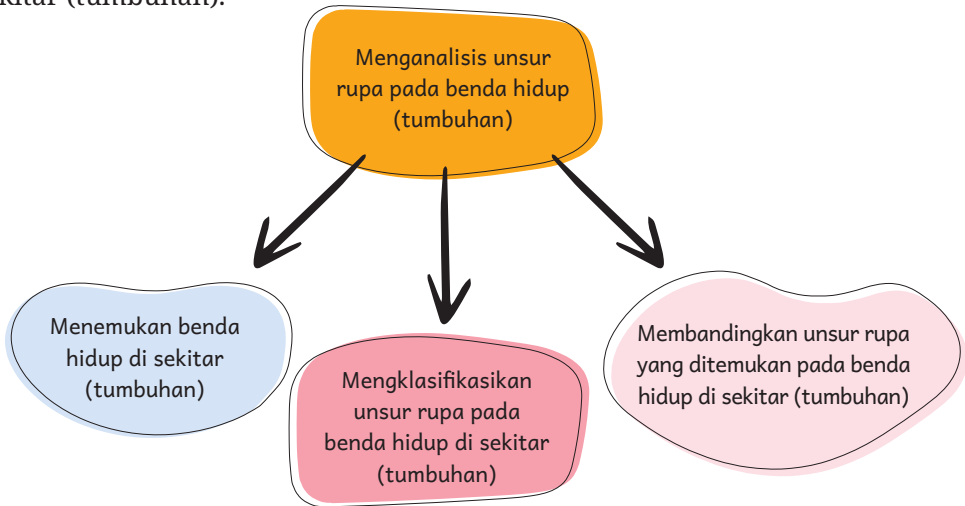 (tumbuhan).
Menganalisis unsur
rupa pada benda hidup
(tumbuhan)
Menemukan benda
hidup di sekitar
(tumbuhan)
Mengklasifikasikan
unsur rupa pada
benda hidup di sekitar
(tumbuhan)
Membandingkan unsur rupa
yang ditemukan pada benda
hidup di sekitar (tumbuhan)